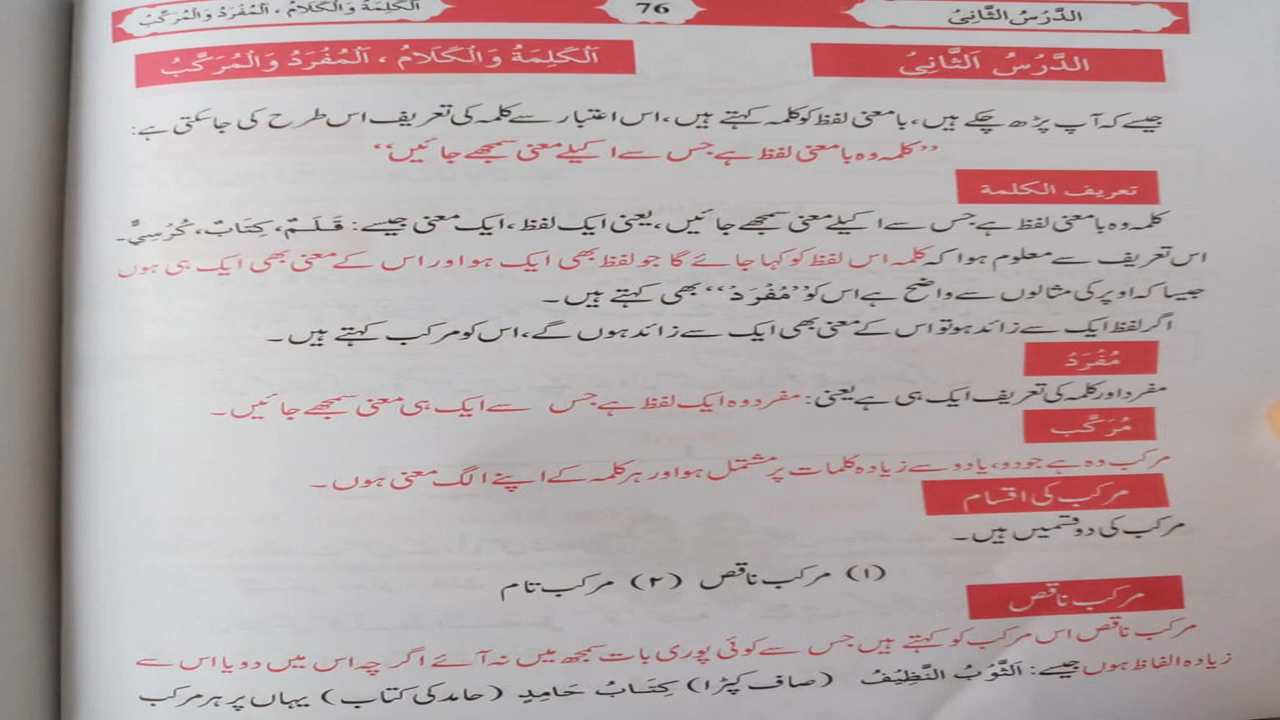 الدَّرْسُ الثَّانِيُ 76 اَلْكَلِمَةُ وَالْكَلَامُ ، اَلْمُفْرَدُ وَالْمُرَكَّبُ
اَلدَّرْسُ اَلثَّانِيُ اَلْكَلِمَةُ وَالْكَلَامُ ، اَلْمُفْرَدُ وَالْمُرَكَّبُ
جیسے کہ آپ پڑھ چکے ہیں، با معنی لفظ کو کلمہ کہتے ہیں، اس اعتبار سے کلمہ کی تعریف اس طرح کی جاسکتی ہے:
”کلمہ وہ با معنی لفظ ہے جس سے اکیلے معنی سمجھے جائیں“
تعريف الكلمة
کلمہ وہ با معنی لفظ ہے جس سے اکیلے معنی سمجھے جائیں، یعنی ایک لفظ، ایک معنی جیسے: قَلَمٌ، كِتَابٌ، كُرْسِيٌّ۔
اس تعریف سے معلوم ہوا کہ کلمہ اس لفظ کو کہا جائے گا جو لفظ بھی ایک ہو اور اس کے معنی بھی ایک ہی ہوں
جیسا کہ اوپر کی مثالوں سے واضح ہے اس کو ”مُفْرَدْ“ بھی کہتے ہیں۔
اگر لفظ ایک سے زائد ہو تو اس کے معنی بھی ایک سے زائد ہوں گے، اس کو مرکب کہتے ہیں۔
مُفْرَدُ
مفرد اور کلمہ کی تعریف ایک ہی ہے یعنی: مفرد وہ ایک لفظ ہے جس سے ایک ہی معنی سمجھے جائیں۔
مُرَكَّب
مرکب وہ ہے جو دو، یا دو سے زیادہ کلمات پر مشتمل ہو اور ہر کلمہ کے اپنے الگ معنی ہوں۔
مرکب کی اقسام
مرکب کی دو قسمیں ہیں۔
(۱) مرکب ناقص (۲) مرکب تام
مرکب ناقص
مرکب ناقص اس مرکب کو کہتے ہیں جس سے کوئی پوری بات سمجھ میں نہ آئے اگر چہ اس میں دو یا اس سے
زیادہ الفاظ ہوں جیسے: اَلثَّوْبُ النَّظِيْفُ (صاف کپڑا) كِتَابُ حَامِدٍ (حامد کی کتاب) یہاں پر ہر مرکب